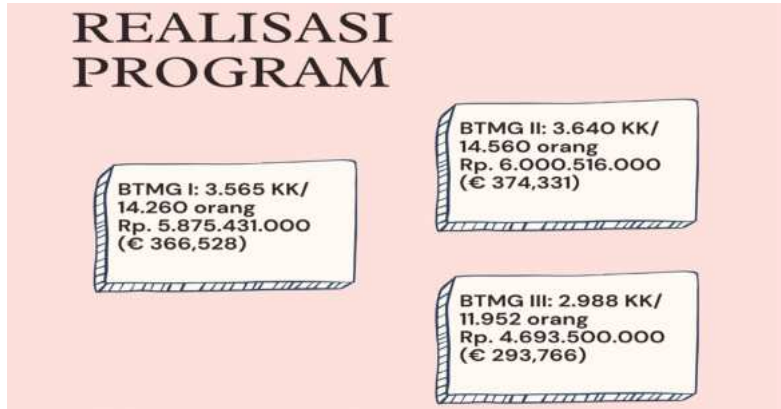 REALISASI
PROGRAM
BTMG I: 3.565 KK/
14.260 orang
Rp. 5.875.431.000
(€ 366,528)
BTMG II: 3.640 KK/
14.560 orang
Rp. 6.000.516.000
(€ 374,331)
BTMG III: 2.988 KK/
11.952 orang
Rp. 4.693.500.000
(€ 293,766)